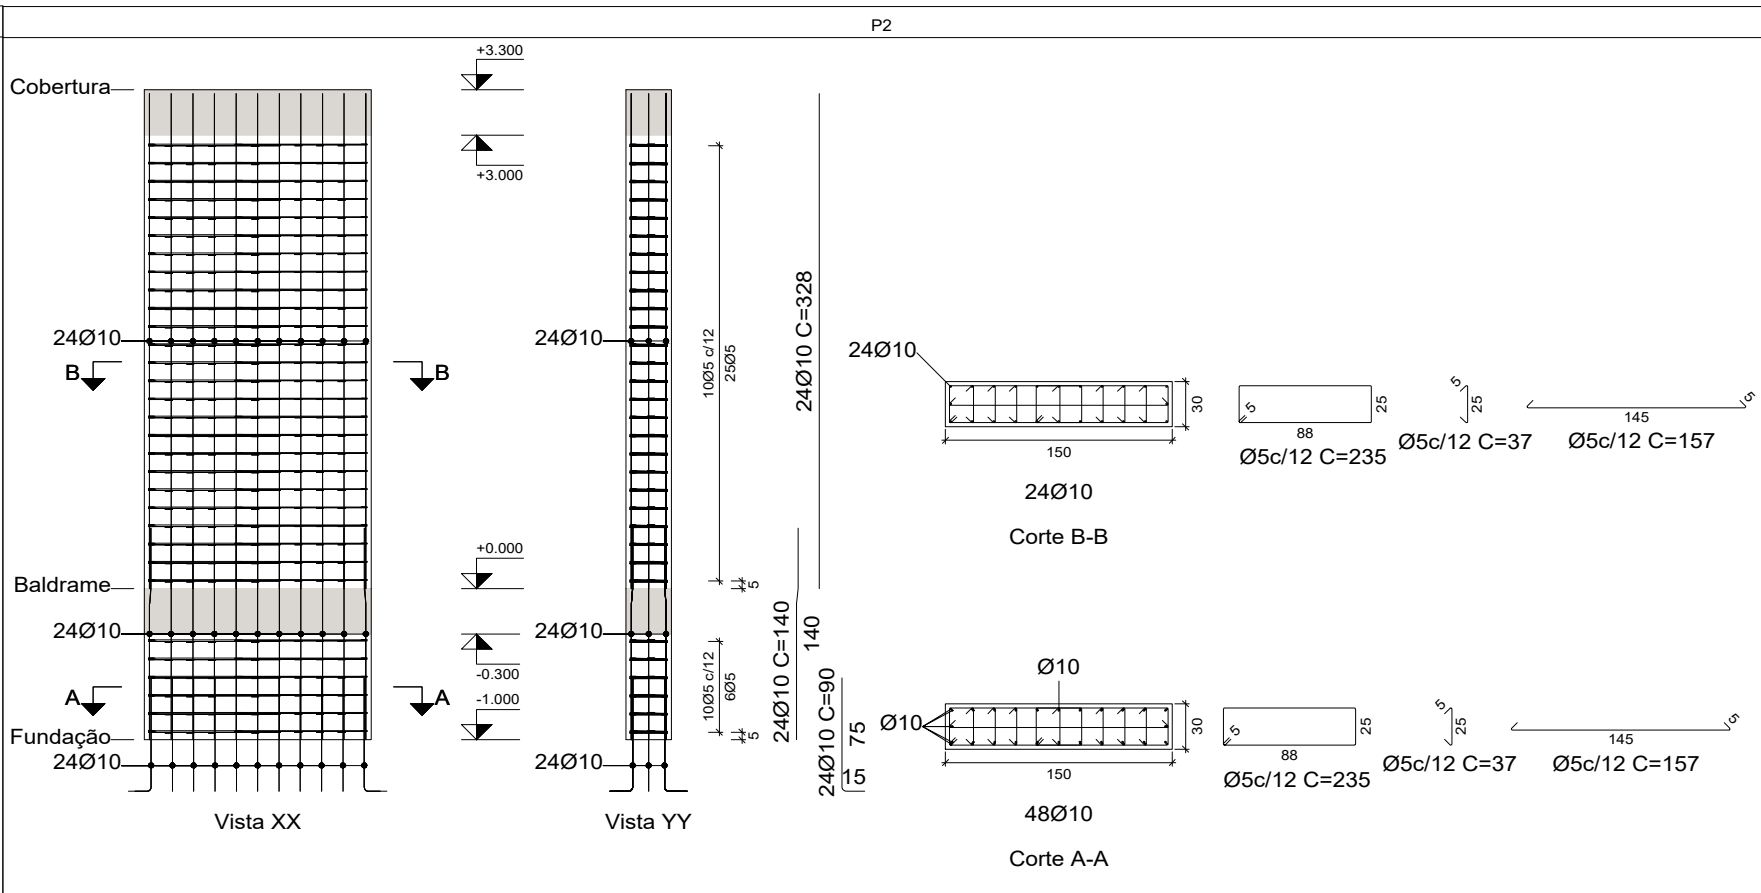 P2
Cobertura
+3.300
+3.000
24Ø10
B
B
Baldrame
+0.000
24Ø10
-0.300
-1.000
A
A
Fundação
24Ø10
Vista XX
24Ø10
24Ø10
24Ø10
Vista YY
10Ø5 c/12
25Ø5
5
10Ø5 c/12
6Ø5
5
24Ø10 C=328
24Ø10 C=140
140
24Ø10 C=90
75
15
24Ø10
30
150
24Ø10
Corte B-B
5
25
88
Ø5c/12 C=235
5
25
Ø5c/12 C=37
5
145
Ø5c/12 C=157
Ø10
Ø10
30
150
48Ø10
Corte A-A
5
25
88
Ø5c/12 C=235
5
25
Ø5c/12 C=37
5
145
Ø5c/12 C=157